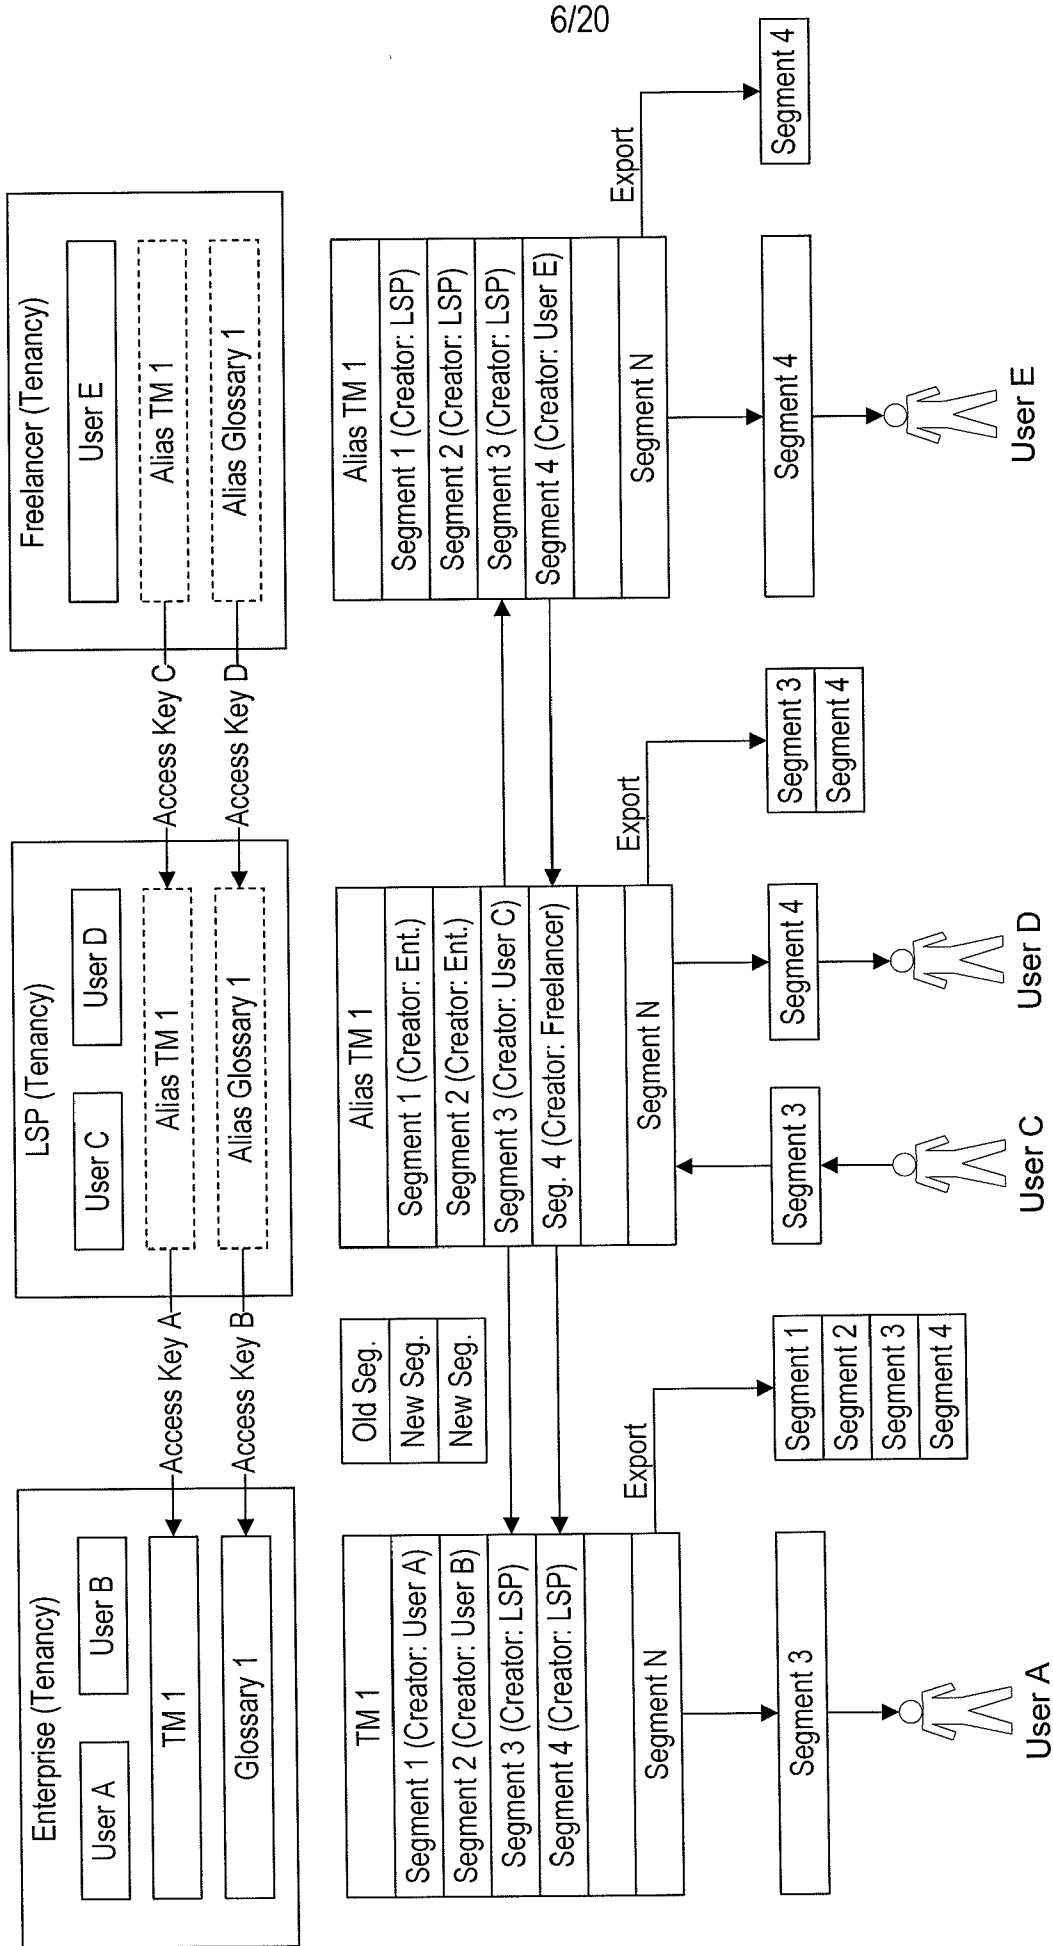 6/20
Enterprise (Tenancy)
User A
User B
TM 1
Glossary 1
Access Key A
Access Key B
LSP (Tenancy)
User C
User D
Alias TM 1
Alias Glossary 1
Access Key C
Access Key D
Freelancer (Tenancy)
User E
Alias TM 1
Alias Glossary 1
TM 1
Segment 1 (Creator: User A)
Segment 2 (Creator: User B)
Segment 3 (Creator: LSP)
Segment 4 (Creator: LSP)
Segment N
Old Seg.
New Seg.
New Seg.
Alias TM 1
Segment 1 (Creator: Ent.)
Segment 2 (Creator: Ent.)
Segment 3 (Creator: User C)
Seg. 4 (Creator: Freelancer)
Segment N
Alias TM 1
Segment 1 (Creator: LSP)
Segment 2 (Creator: LSP)
Segment 3 (Creator: LSP)
Segment 4 (Creator: User E)
Segment N
Export
Export
Export
Segment 3
Segment 1
Segment 2
Segment 3
Segment 4
Segment 3
Segment 4
Segment 3
Segment 4
Segment 4
Segment 4
User A
User C
User D
User E